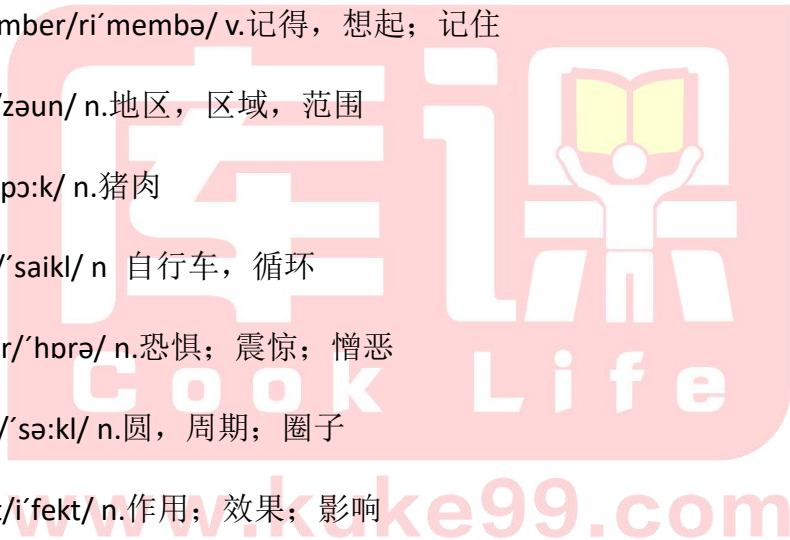 mber/ri´membə/ v.记得，想起；记住
/zəun/ n.地区，区域，范围
pɔ:k/ n.猪肉
/´saikl/ n 自行车，循环
r/´hɒrə/ n.恐惧；震惊；憎恶
/´sə:kl/ n.圆，周期；圈子
t/i´fekt/ n.作用；效果；影响
库课
Cook Life
www.kuke99.com